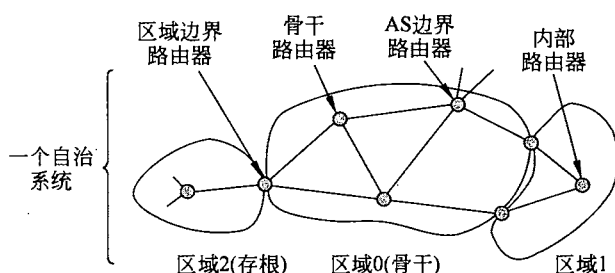 区域边界
路由器
骨干
路由器
AS边界
路由器
内部
路由器
一个自治
系统
区域2(存根)
区域0(骨干)
区域1